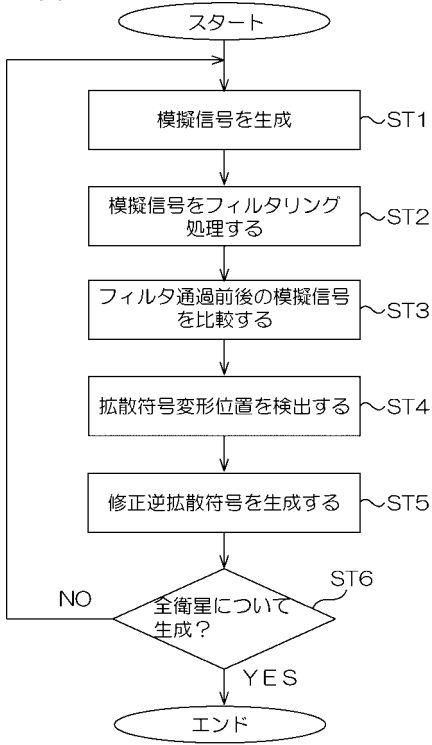 スタート
模擬信号を生成
ST1
模擬信号をフィルタリング
処理する
ST2
フィルタ通過前後の模擬信号
を比較する
ST3
拡散符号変形位置を検出する
ST4
修正逆拡散符号を生成する
ST5
ST6
全衛星について
生成?
NO
YES
エンド